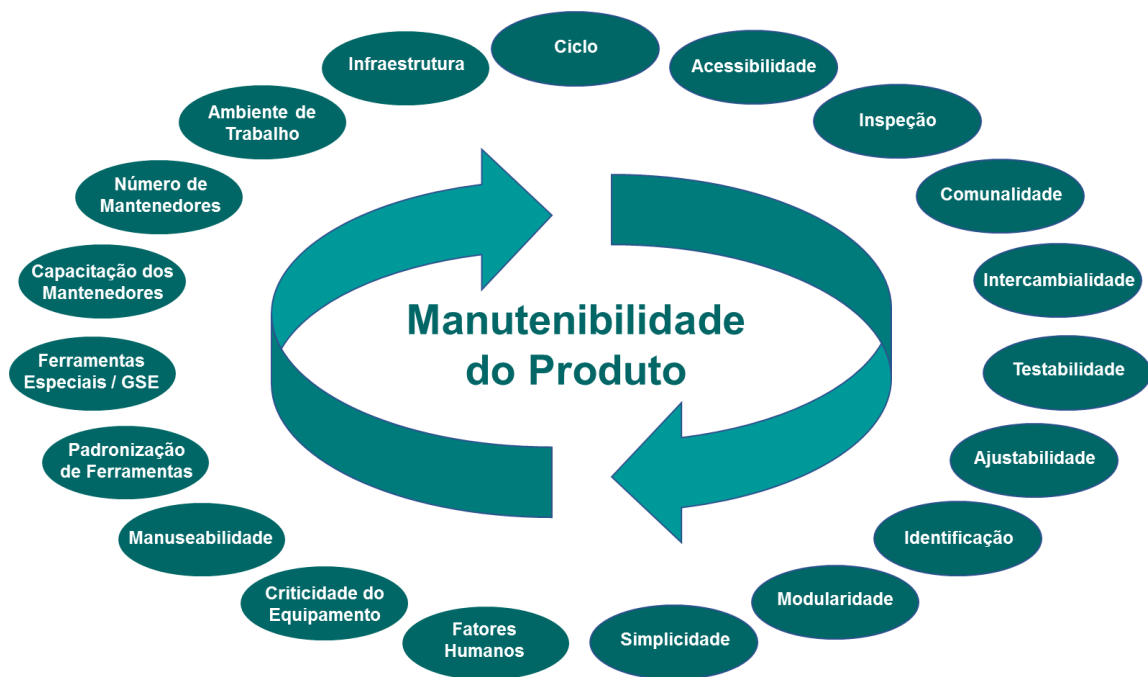 Ciclo
Acessibilidade
Inspeção
Comunalidade
Intercambialidade
Testabilidade
Ajustabilidade
Identificação
Modularidade
Simplicidade
Fatores
Humanos
Criticidade do
Equipamento
Manuseabilidade
Padronização
de Ferramentas
Ferramentas
Especiais / GSE
Capacitação dos
Mantenedores
Número de
Mantenedores
Ambiente de
Trabalho
Infraestrutura
Manutenibilidade
do Produto